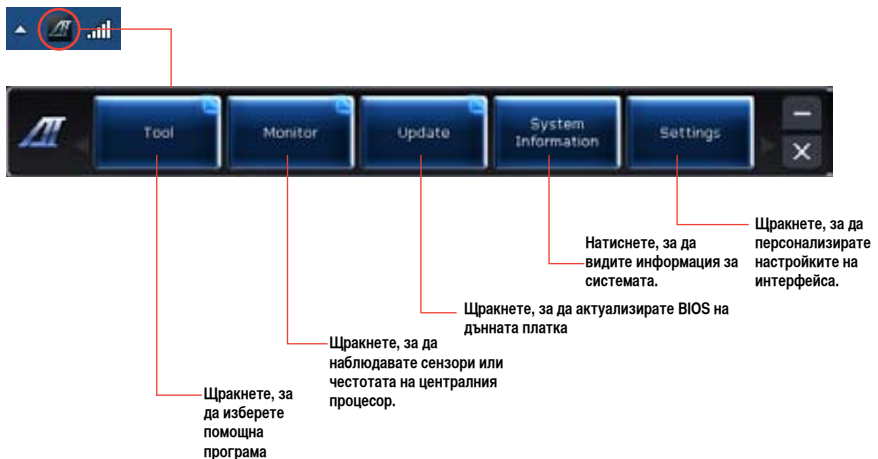 Tool
Monitor
Update
System
Information
Settings
Щракнете, за да
персонализирате
настройките на
интерфейса.
Натиснете, за да
видите информация за
системата.
Щракнете, за да актуализирате BIOS на
дънната платка
Щракнете, за да
наблюдавате сензори или
честотата на централния
процесор.
Щракнете, за
да изберете
помощна
програма